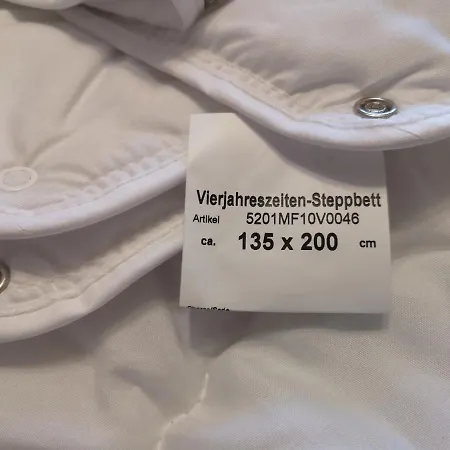 Vierjahreszeiten-Steppbett
Artikel 5201MF10V0046
ca. 135 x 200 cm